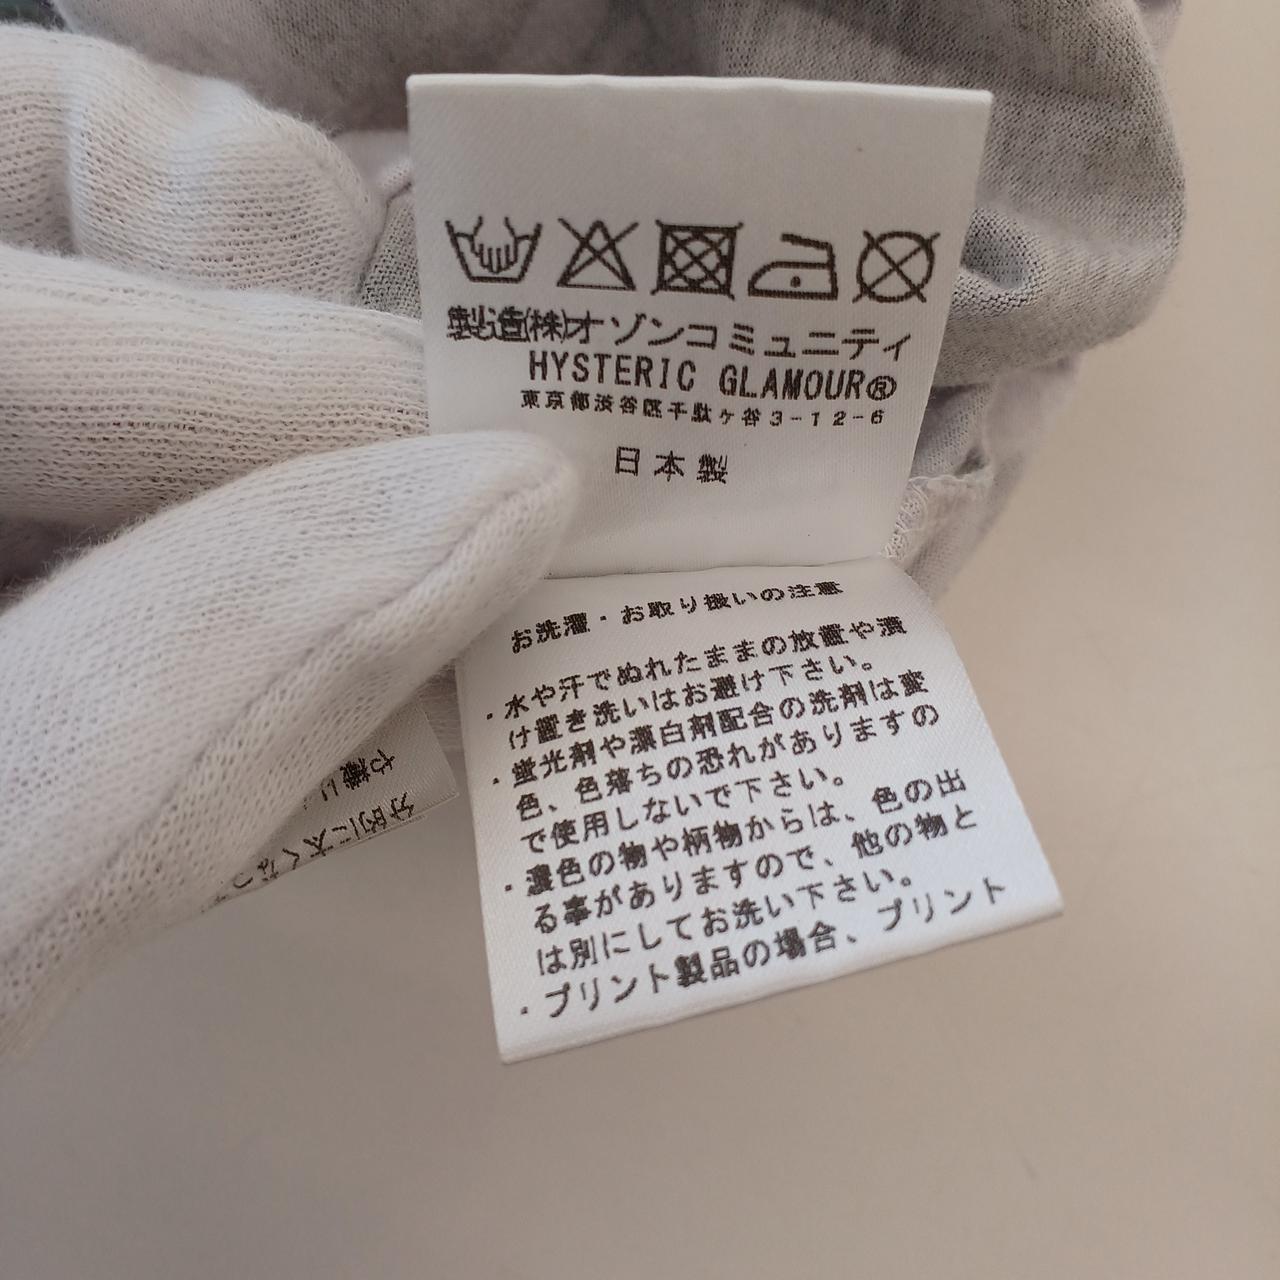 製造(株)オゾンコミュニティ
HYSTERIC GLAMOUR®
東京都渋谷区千駄ヶ谷3-12-6
日本製
お洗濯・お取り扱いの注意
・水や汗でぬれたままの放置や漬
け置き洗いはお避け下さい。
・蛍光剤や漂白剤配合の洗剤は変
色、色落ちの恐れがありますの
で使用しないで下さい。
・濃色の物や柄物からは、色の出
る事がありますので、他の物と
は別にしてお洗い下さい。
・プリント製品の場合、プリント